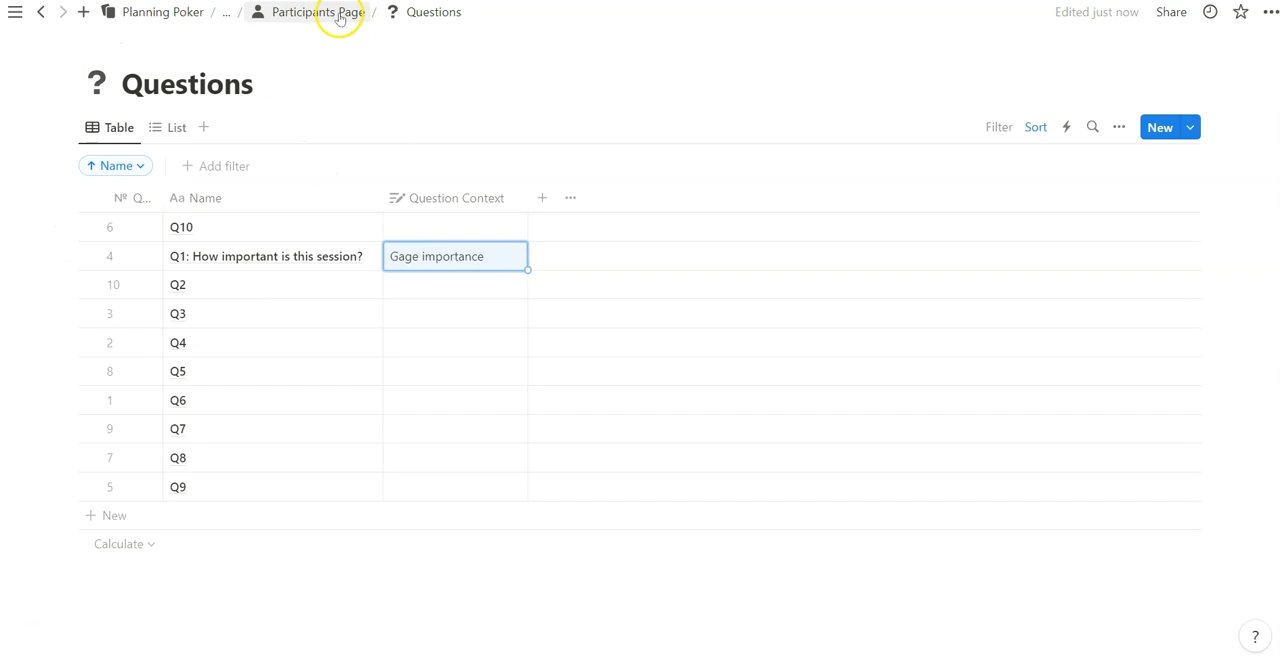 Planning Poker / ... / Participants Page / ? Questions Edited just now Share
? Questions
Table List Filter Sort New
Name Add filter
Nº Q... Aa Name Question Context
6 Q10
4 Q1: How important is this session? Gage importance
10 Q2
3 Q3
2 Q4
8 Q5
1 Q6
9 Q7
7 Q8
5 Q9
+ New
Calculate
?